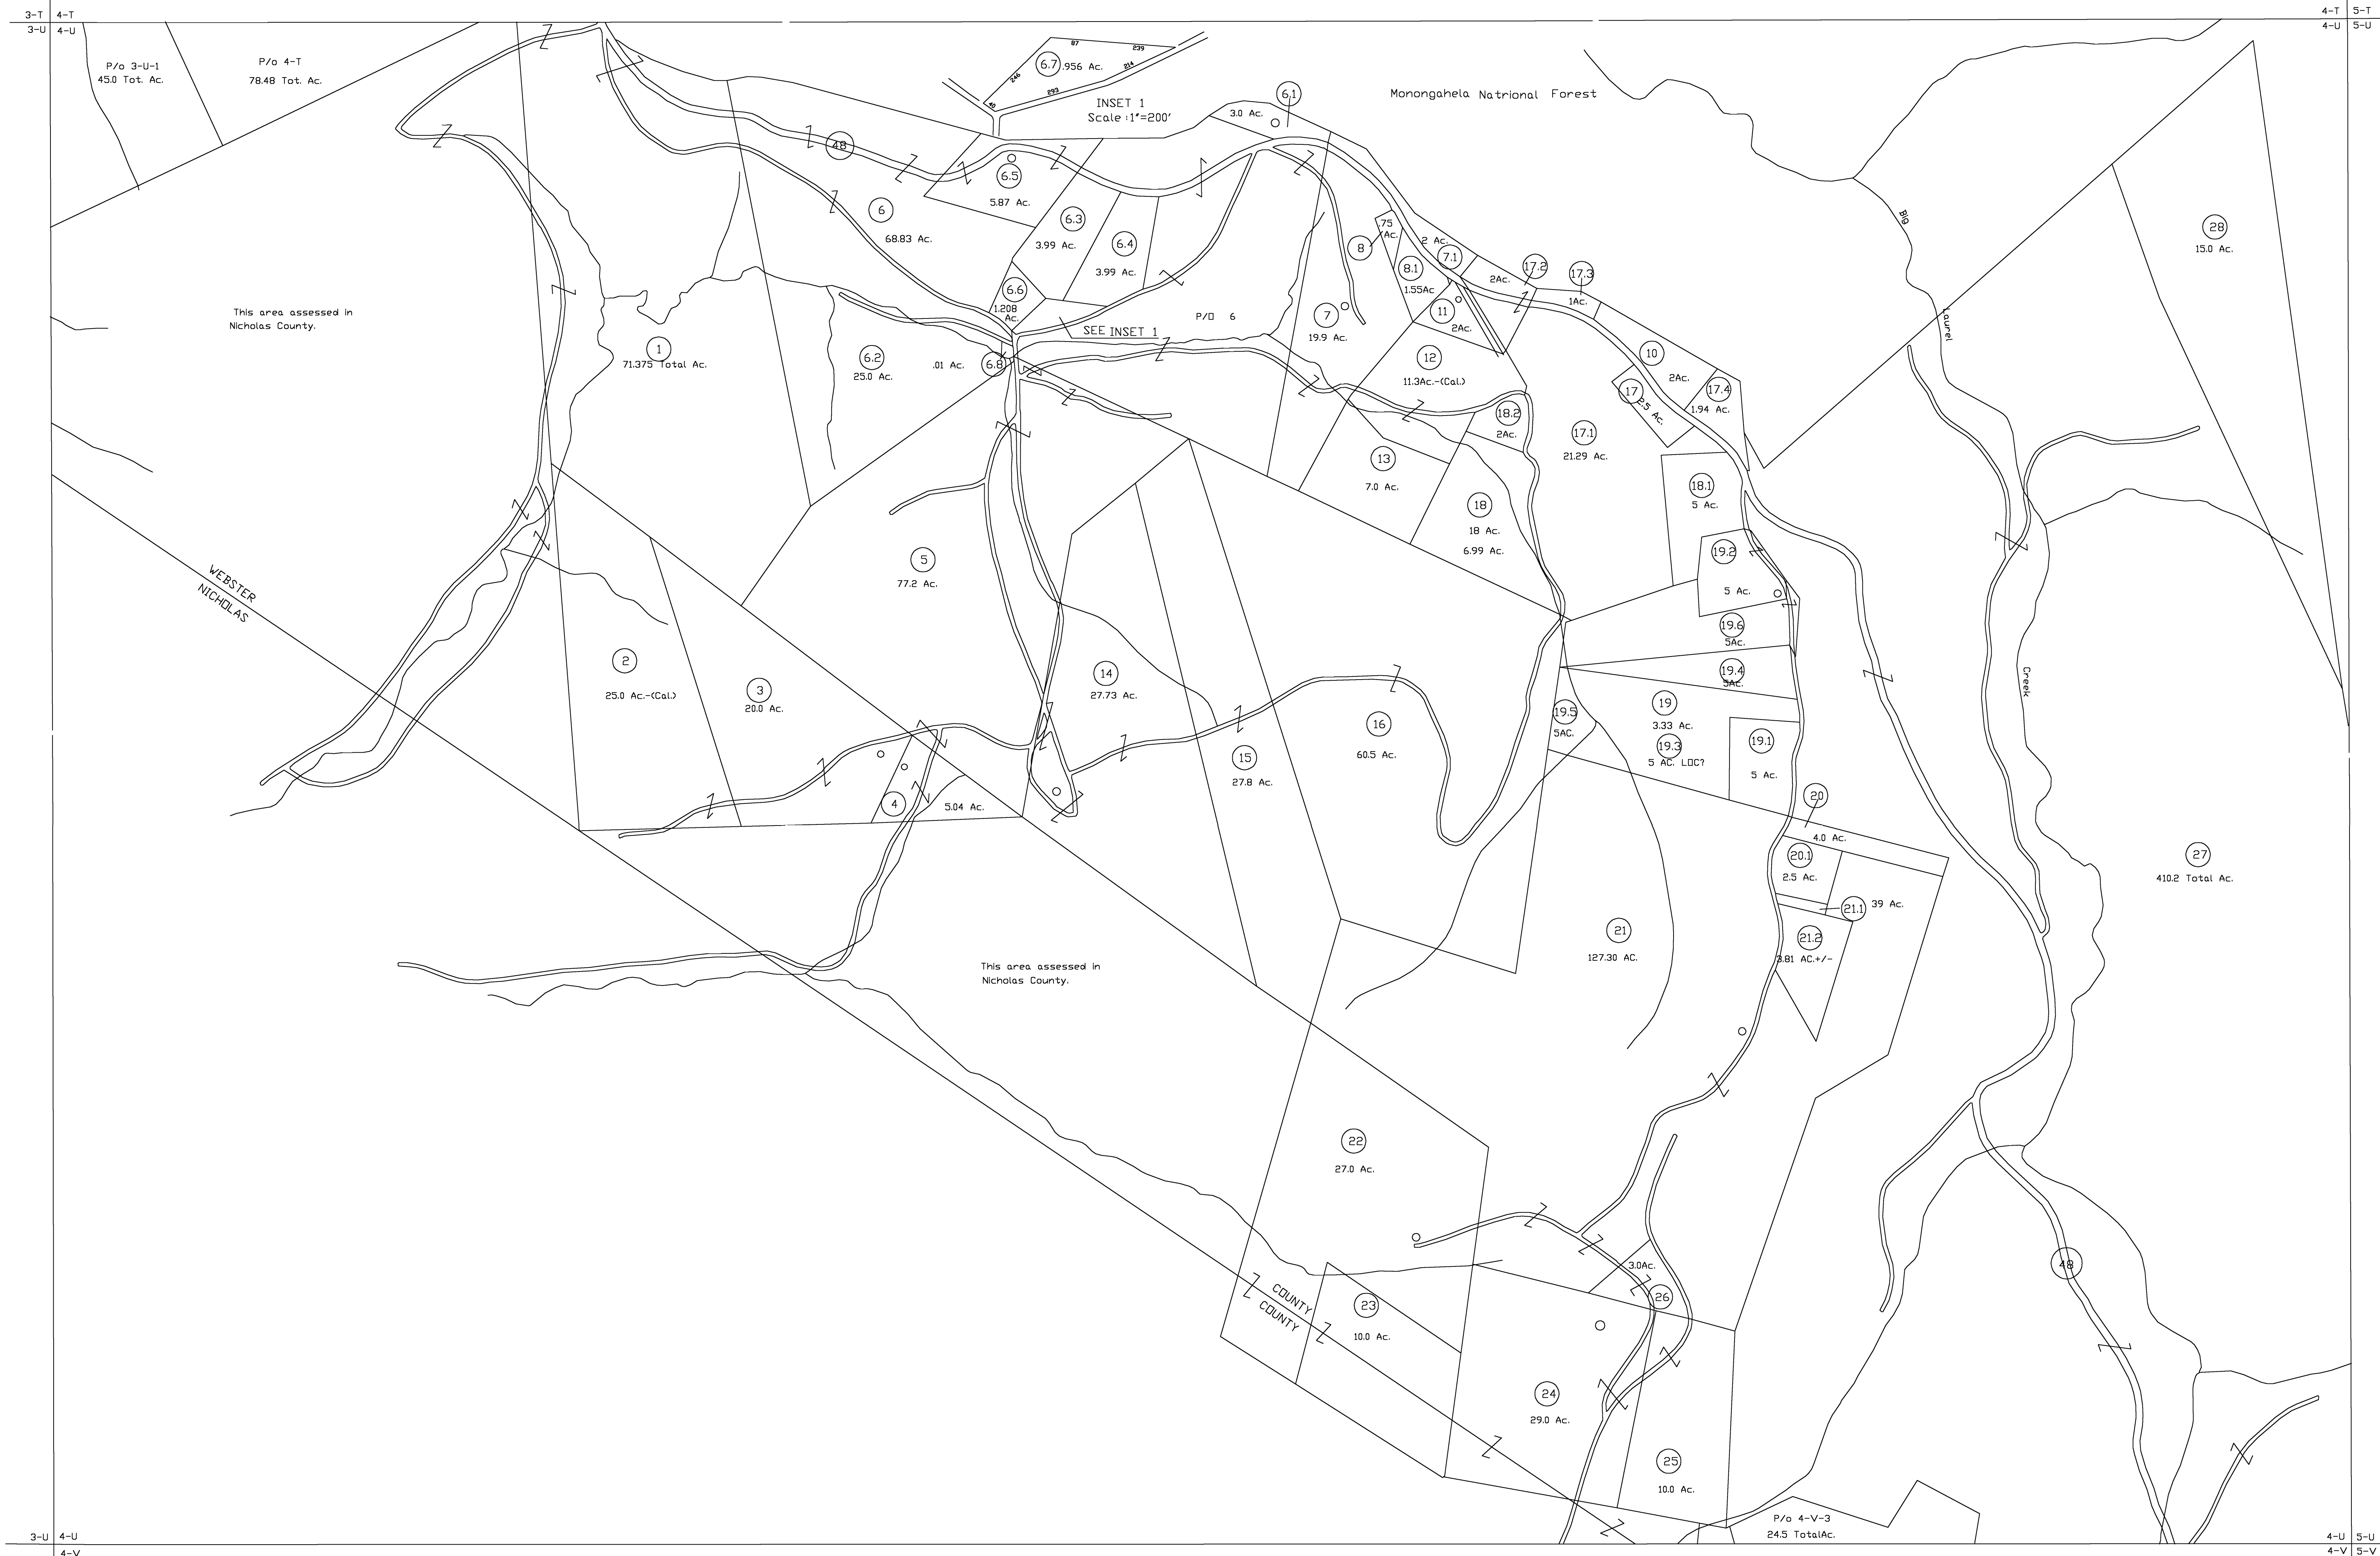 3-T 4-T
3-U 4-U
4-T 5-T
4-U 5-U
P/o 3-U-1
45.0 Tot. Ac.
P/o 4-T
78.48 Tot. Ac.
87
239
246
6.7 .956 Ac.
214
293
40
INSET 1
Scale :1"=200'
6.1
3.0 Ac.
Monongahela Natrional Forest
48
6.5
5.87 Ac.
6
68.83 Ac.
6.3
3.99 Ac.
6.4
3.99 Ac.
6.6
1.208
Ac.
SEE INSET 1
P/O 6
7
19.9 Ac.
.75
Ac.
8
8.1
1.55Ac
2 Ac.
7.1
2Ac.
17.2
17.3
1Ac.
11
2Ac.
12
11.3Ac.-(Cal.)
10
2Ac.
17
2.5 Ac.
17.4
1.94 Ac.
Big
Laurel
Creek
28
15.0 Ac.
This area assessed in
Nicholas County.
1
71.375 Total Ac.
6.2
25.0 Ac.
.01 Ac.
6.8
18.2
2Ac.
17.1
21.29 Ac.
13
7.0 Ac.
18
18 Ac.
6.99 Ac.
18.1
5 Ac.
19.2
5 Ac.
19.6
5Ac.
19.4
5Ac.
19
3.33 Ac.
19.3
5 AC. LOC?
19.5
5AC.
19.1
5 Ac.
WEBSTER
NICHOLAS
5
77.2 Ac.
2
25.0 Ac.-(Cal.)
3
20.0 Ac.
4
5.04 Ac.
14
27.73 Ac.
15
27.8 Ac.
16
60.5 Ac.
20
4.0 Ac.
20.1
2.5 Ac.
21.1 39 Ac.
21.2
3.81 AC.+/-
21
127.30 AC.
27
410.2 Total Ac.
This area assessed in
Nicholas County.
22
27.0 Ac.
COUNTY
COUNTY
23
10.0 Ac.
3.0Ac.
26
48
24
29.0 Ac.
25
10.0 Ac.
P/o 4-V-3
24.5 TotalAc.
3-U 4-U
4-V
4-U 5-U
4-V 5-V